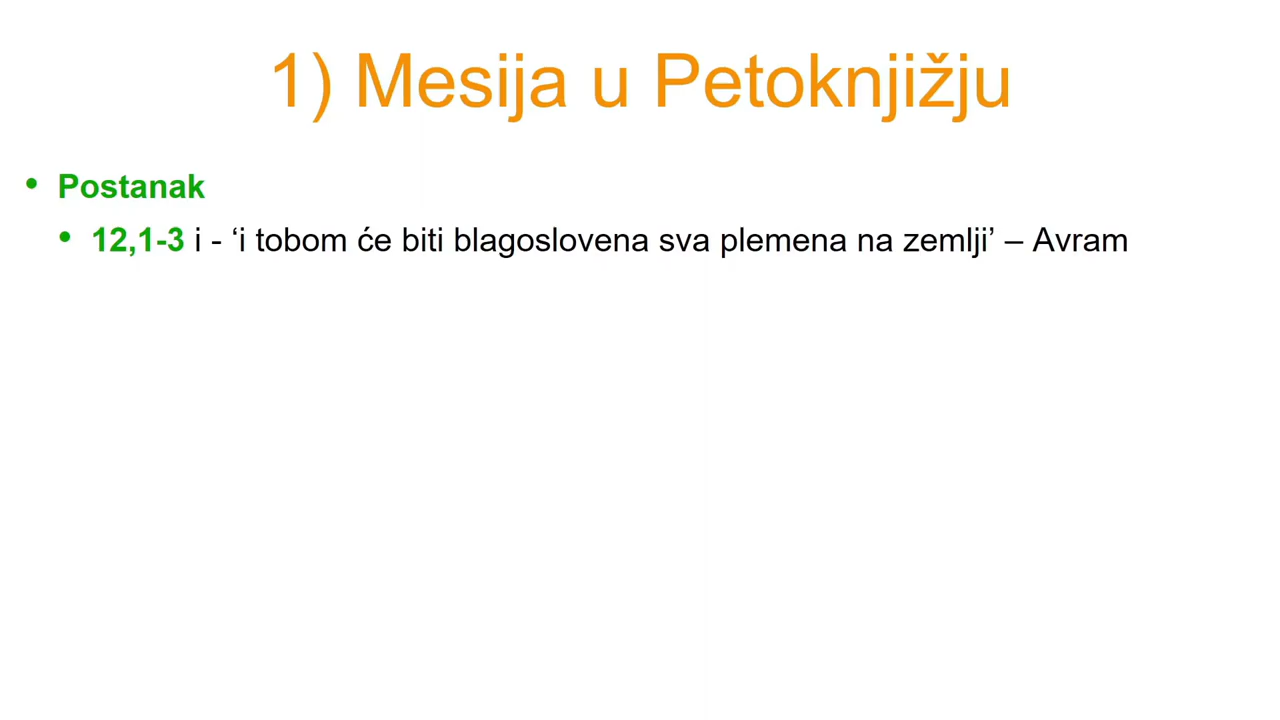 1) Mesija u Petoknjižju
• Postanak
• 12,1-3 i - ‘i tobom će biti blagoslovena sva plemena na zemlji’ – Avram